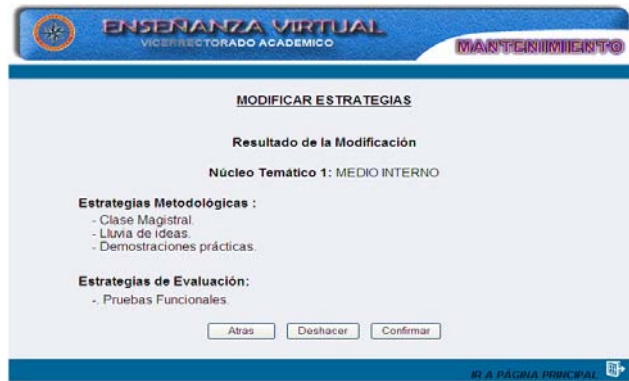 ENSEÑANZA VIRTUAL
VICERRECTORADO ACADEMICO
MANTENIMIENTO
MODIFICAR ESTRATEGIAS
Resultado de la Modificación
Núcleo Temático 1: MEDIO INTERNO
Estrategias Metodológicas :
- Clase Magistral.
- Lluvia de ideas.
- Demostraciones prácticas.
Estrategias de Evaluación:
-. Pruebas Funcionales.
Atras Deshacer Confirmar
IR A PÁGINA PRINCIPAL